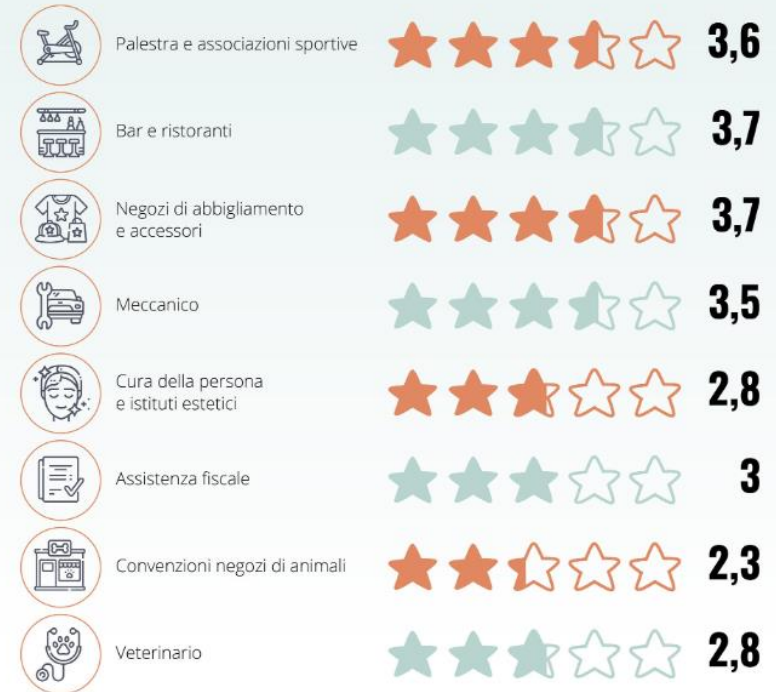 Palestra e associazioni sportive 3,6
Bar e ristoranti 3,7
Negozi di abbigliamento
e accessori 3,7
Meccanico 3,5
Cura della persona
e istituti estetici 2,8
Assistenza fiscale 3
Convenzioni negozi di animali 2,3
Veterinario 2,8